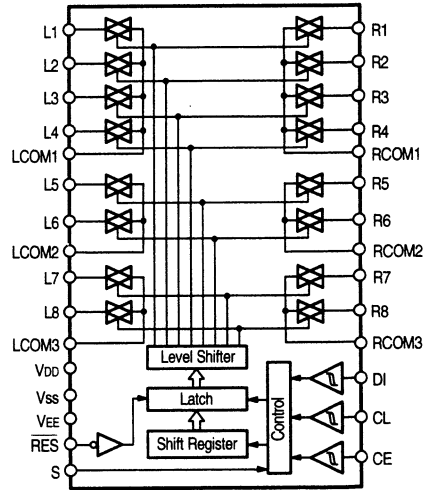 L1
L2
L3
L4
LCOM1
L5
L6
LCOM2
L7
L8
LCOM3
VDD
VSS
VEE
RES
S
R1
R2
R3
R4
RCOM1
R5
R6
RCOM2
R7
R8
RCOM3
DI
CL
CE
Level Shifter
Latch
Shift Register
Control